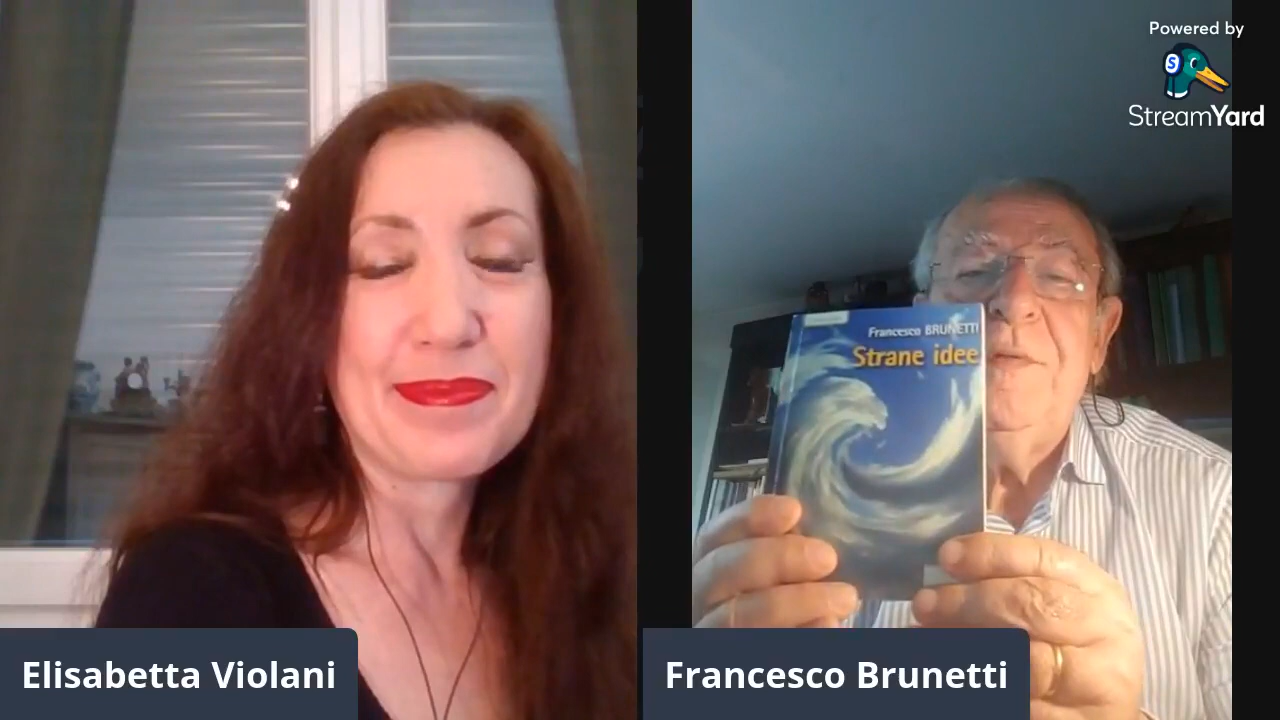 Powered by
StreamYard
Francesco BRUNETTI
Strane idee
Elisabetta Violani
Francesco Brunetti